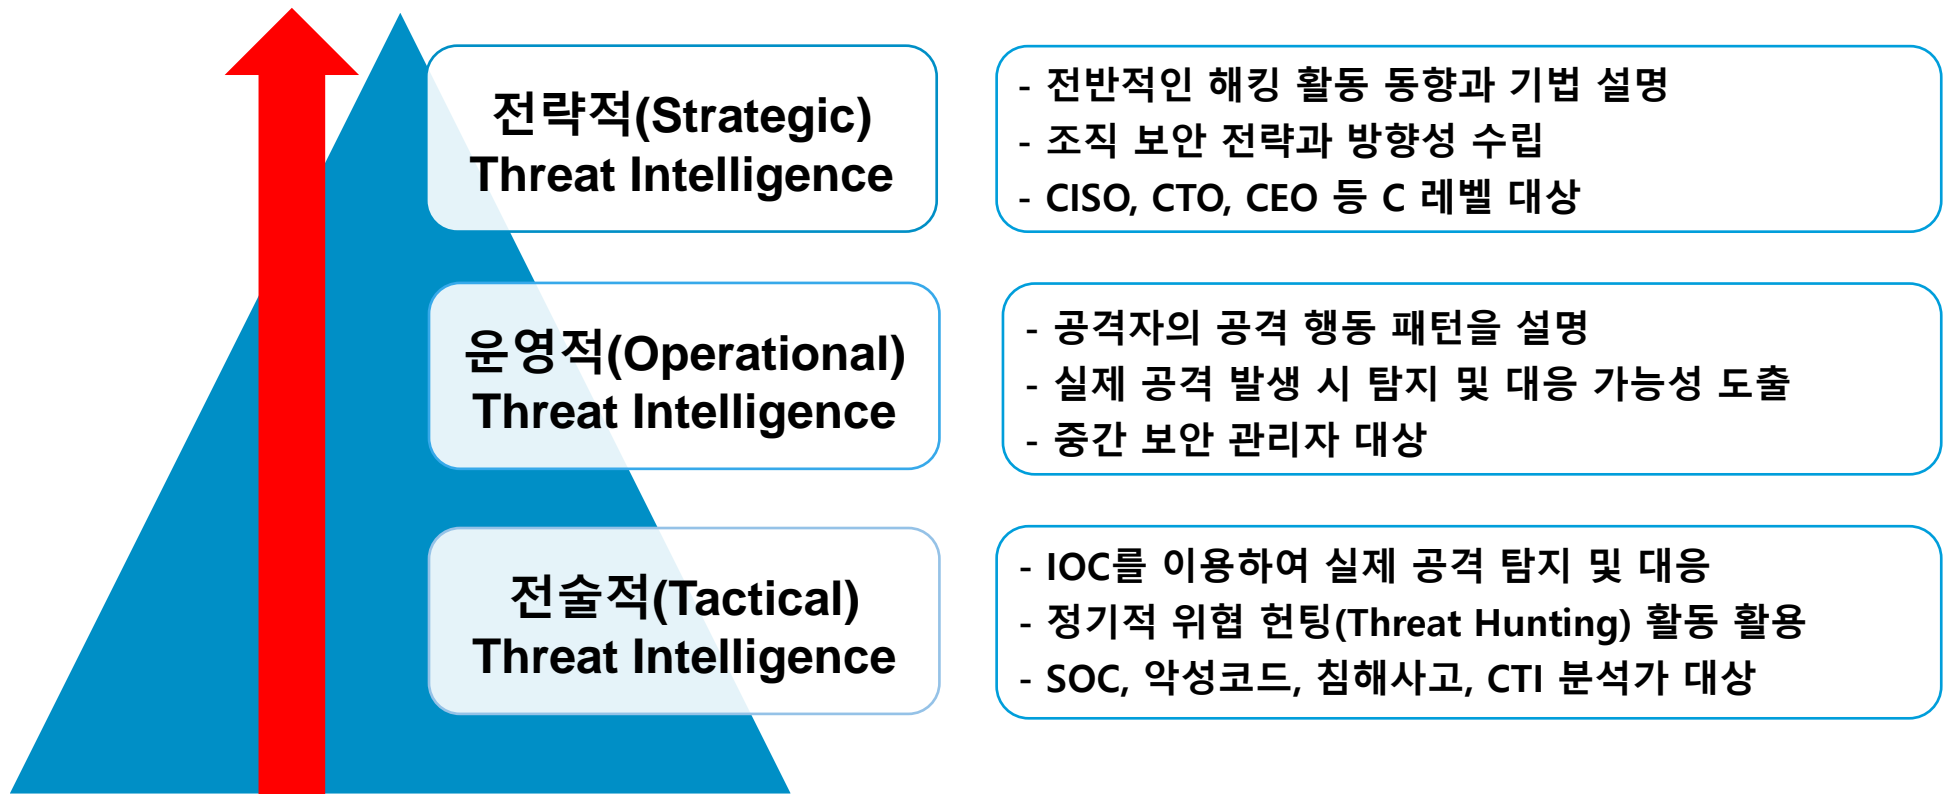 전략적(Strategic)
Threat Intelligence
- 전반적인 해킹 활동 동향과 기법 설명
- 조직 보안 전략과 방향성 수립
- CISO, CTO, CEO 등 C 레벨 대상
운영적(Operational)
Threat Intelligence
- 공격자의 공격 행동 패턴을 설명
- 실제 공격 발생 시 탐지 및 대응 가능성 도출
- 중간 보안 관리자 대상
전술적(Tactical)
Threat Intelligence
- IOC를 이용하여 실제 공격 탐지 및 대응
- 정기적 위협 헌팅(Threat Hunting) 활동 활용
- SOC, 악성코드, 침해사고, CTI 분석가 대상